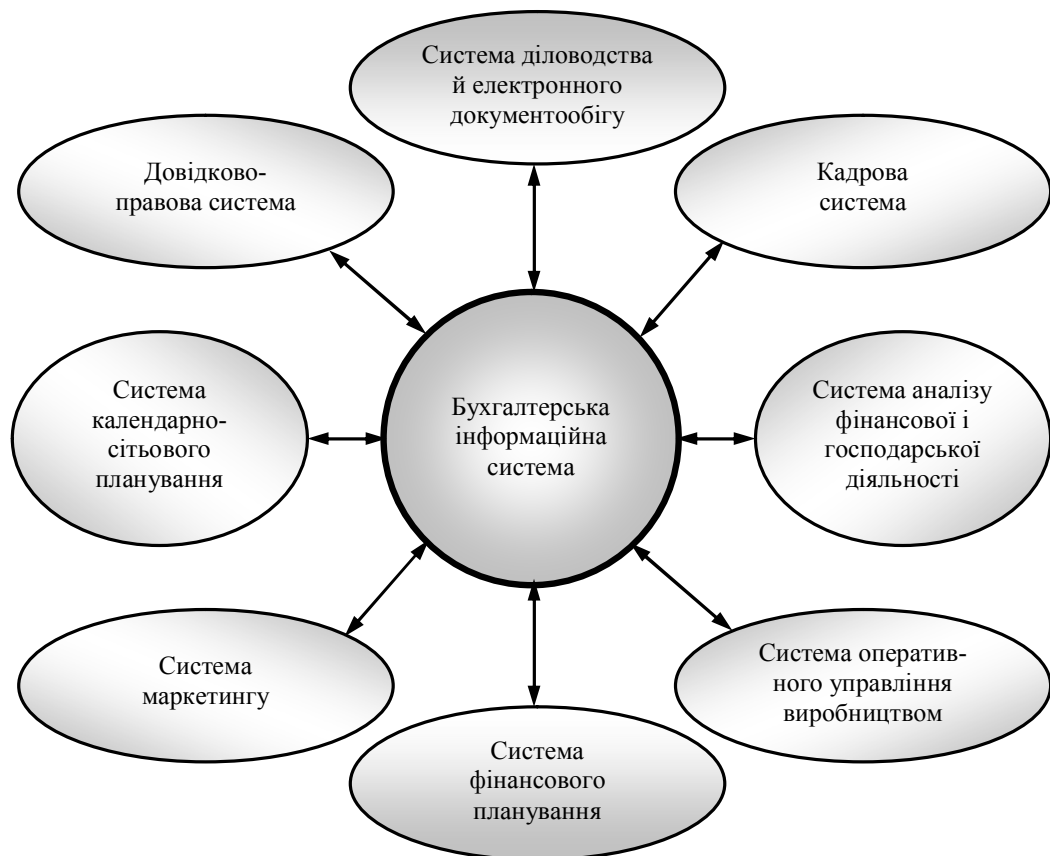 Система діловодства
й електронного
документообігу
Довідково-
правова система
Кадрова
система
Система
календарно-
сітьового
планування
Бухгалтерська
інформаційна
система
Система аналізу
фінансової і
господарської
діяльності
Система
маркетингу
Система
фінансового
планування
Система оператив-
ного управління
виробництвом